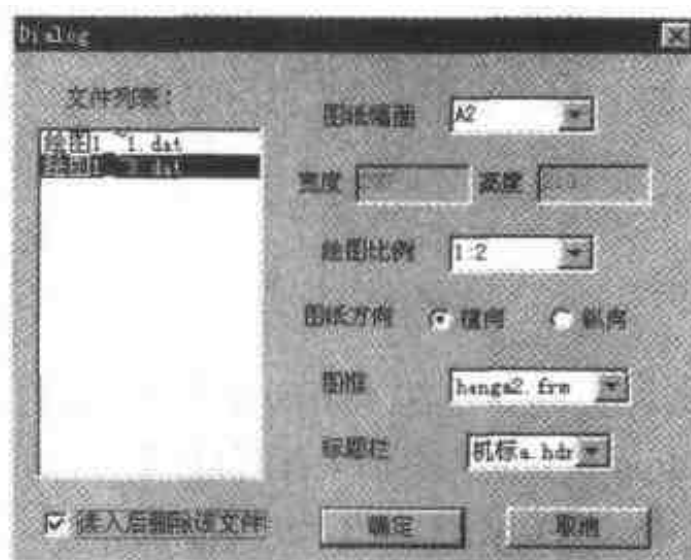 Dialog
文件列表：
绘图1_~1.dat
图纸幅面 A2
宽度 高度
绘图比例 1:2
图纸方向 横向 纵向
图框 henga2.frm
标题栏 机标a.hdr
读入后删除该文件
确定 取消